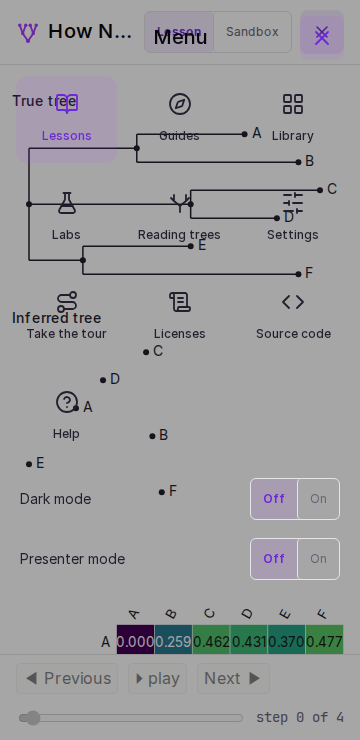 How N...
Lesson
Sandbox
Menu
True tree
Lessons
Guides
Library
A
B
C
D
E
F
Labs
Reading trees
Settings
Inferred tree
Take the tour
Licenses
Source code
C
D
A
B
E
F
Help
Dark mode
Off On
Presenter mode
Off On
A B C D E F
A 0.000 0.259 0.462 0.431 0.370 0.477
◀ Previous
play
Next ▶
step 0 of 4